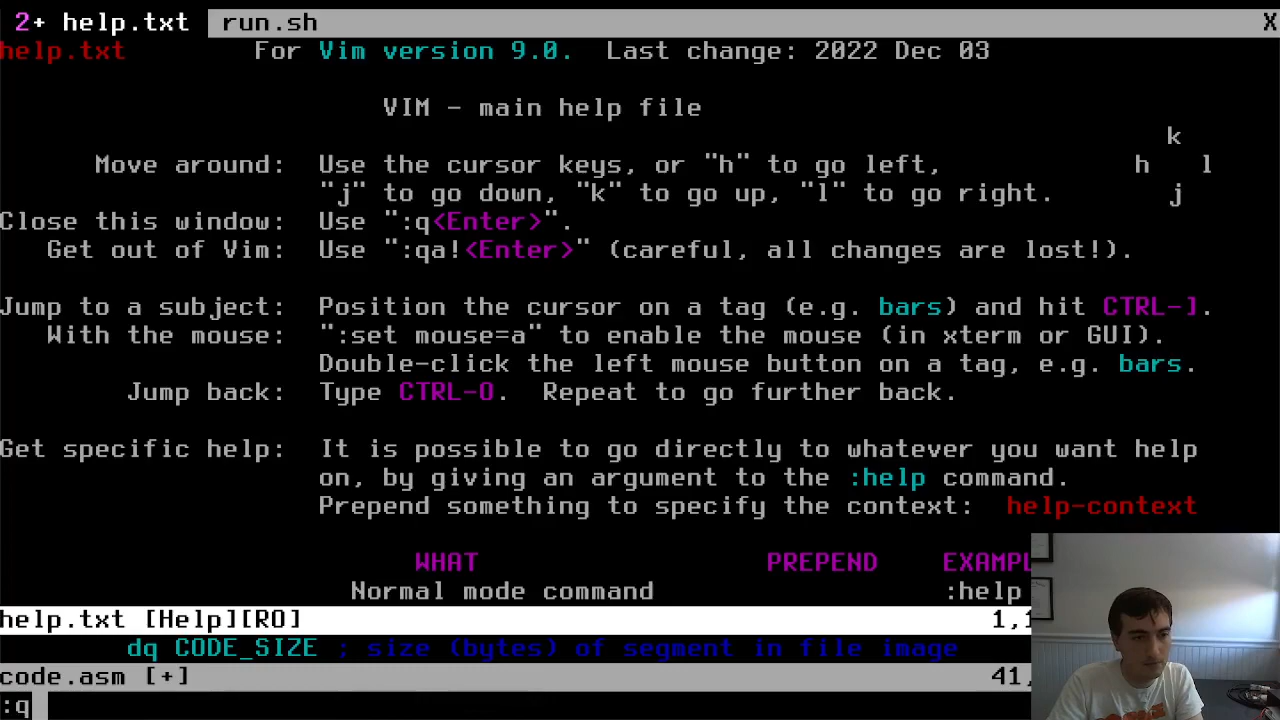 2+ help.txt run.sh X
help.txt For Vim version 9.0. Last change: 2022 Dec 03
VIM - main help file
k
Move around: Use the cursor keys, or "h" to go left, h l
"j" to go down, "k" to go up, "l" to go right. j
Close this window: Use ":q<Enter>".
Get out of Vim: Use ":qa!<Enter>" (careful, all changes are lost!).
Jump to a subject: Position the cursor on a tag (e.g. bars) and hit CTRL-].
With the mouse: ":set mouse=a" to enable the mouse (in xterm or GUI).
Double-click the left mouse button on a tag, e.g. bars.
Jump back: Type CTRL-O. Repeat to go further back.
Get specific help: It is possible to go directly to whatever you want help
on, by giving an argument to the :help command.
Prepend something to specify the context: help-context
WHAT PREPEND EXAMPL
Normal mode command :help
help.txt [Help][RO] 1,1
dq CODE_SIZE ; size (bytes) of segment in file image
code.asm [+] 41,
:q